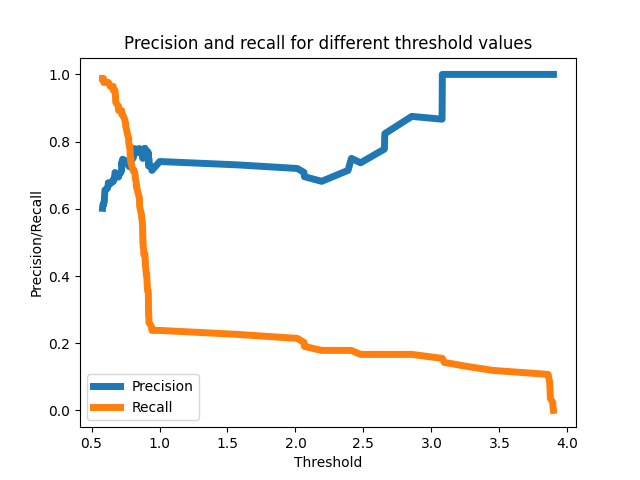 Precision and recall for different threshold values
1.0
0.8
0.6
0.4
0.2
0.0
Precision/Recall
Precision
Recall
0.5 1.0 1.5 2.0 2.5 3.0 3.5 4.0
Threshold